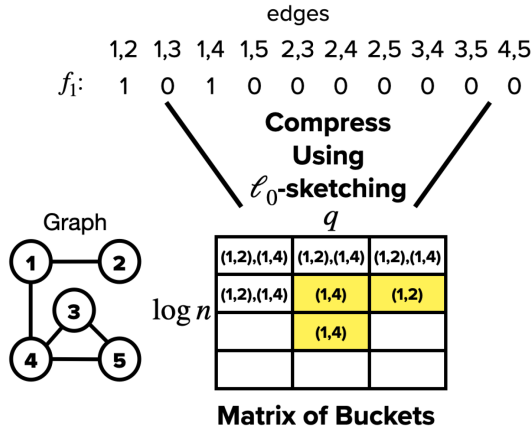 edges
1,2 1,3 1,4 1,5 2,3 2,4 2,5 3,4 3,5 4,5
f₁: 1 0 1 0 0 0 0 0 0 0
Compress
Using
ℓ₀-sketching
q
Graph
1 2
3
4 5
log n
(1,2),(1,4) (1,2),(1,4) (1,2),(1,4)
(1,2),(1,4) (1,4) (1,2)
(1,4)
Matrix of Buckets